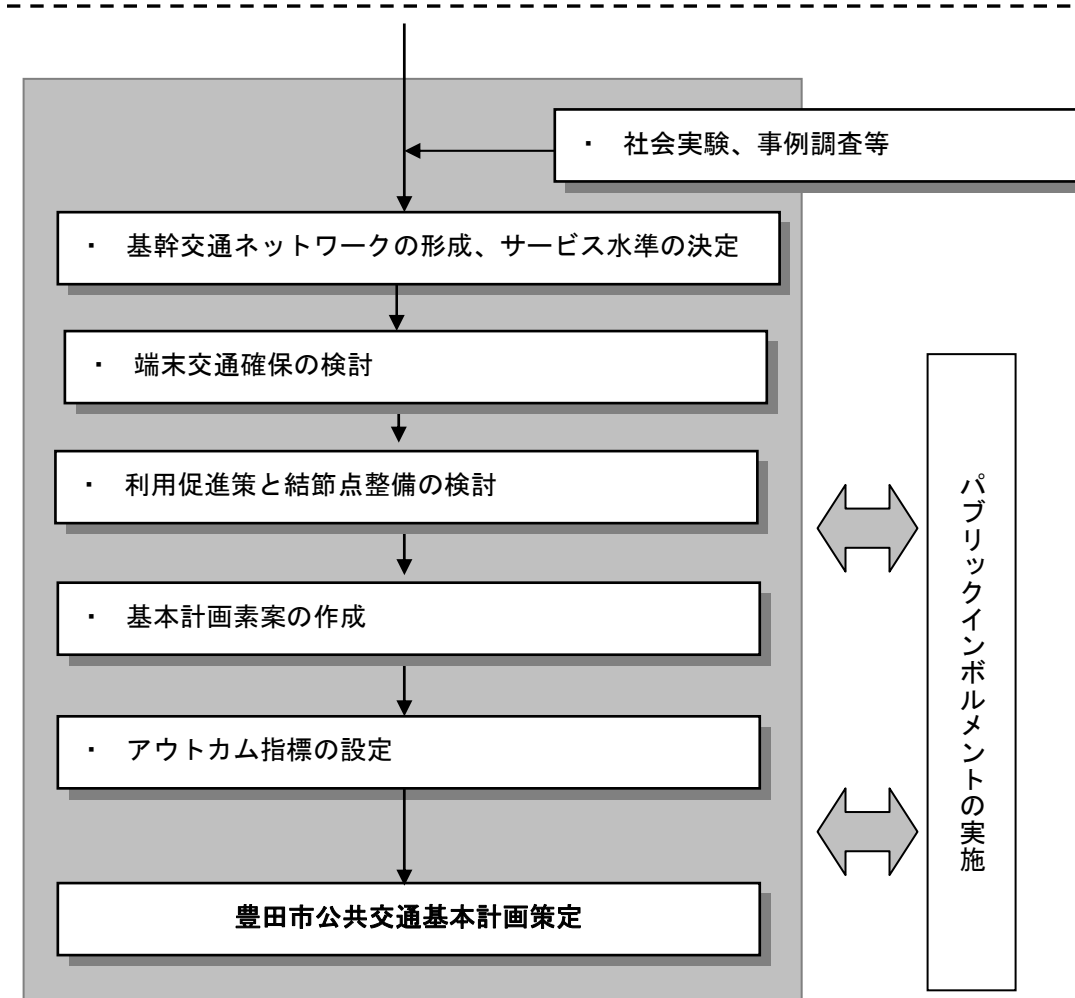 ・ 社会実験、事例調査等
・ 基幹交通ネットワークの形成、サービス水準の決定
・ 端末交通確保の検討
・ 利用促進策と結節点整備の検討
・ 基本計画素案の作成
・ アウトカム指標の設定
豊田市公共交通基本計画策定
パブリックインボルメントの実施